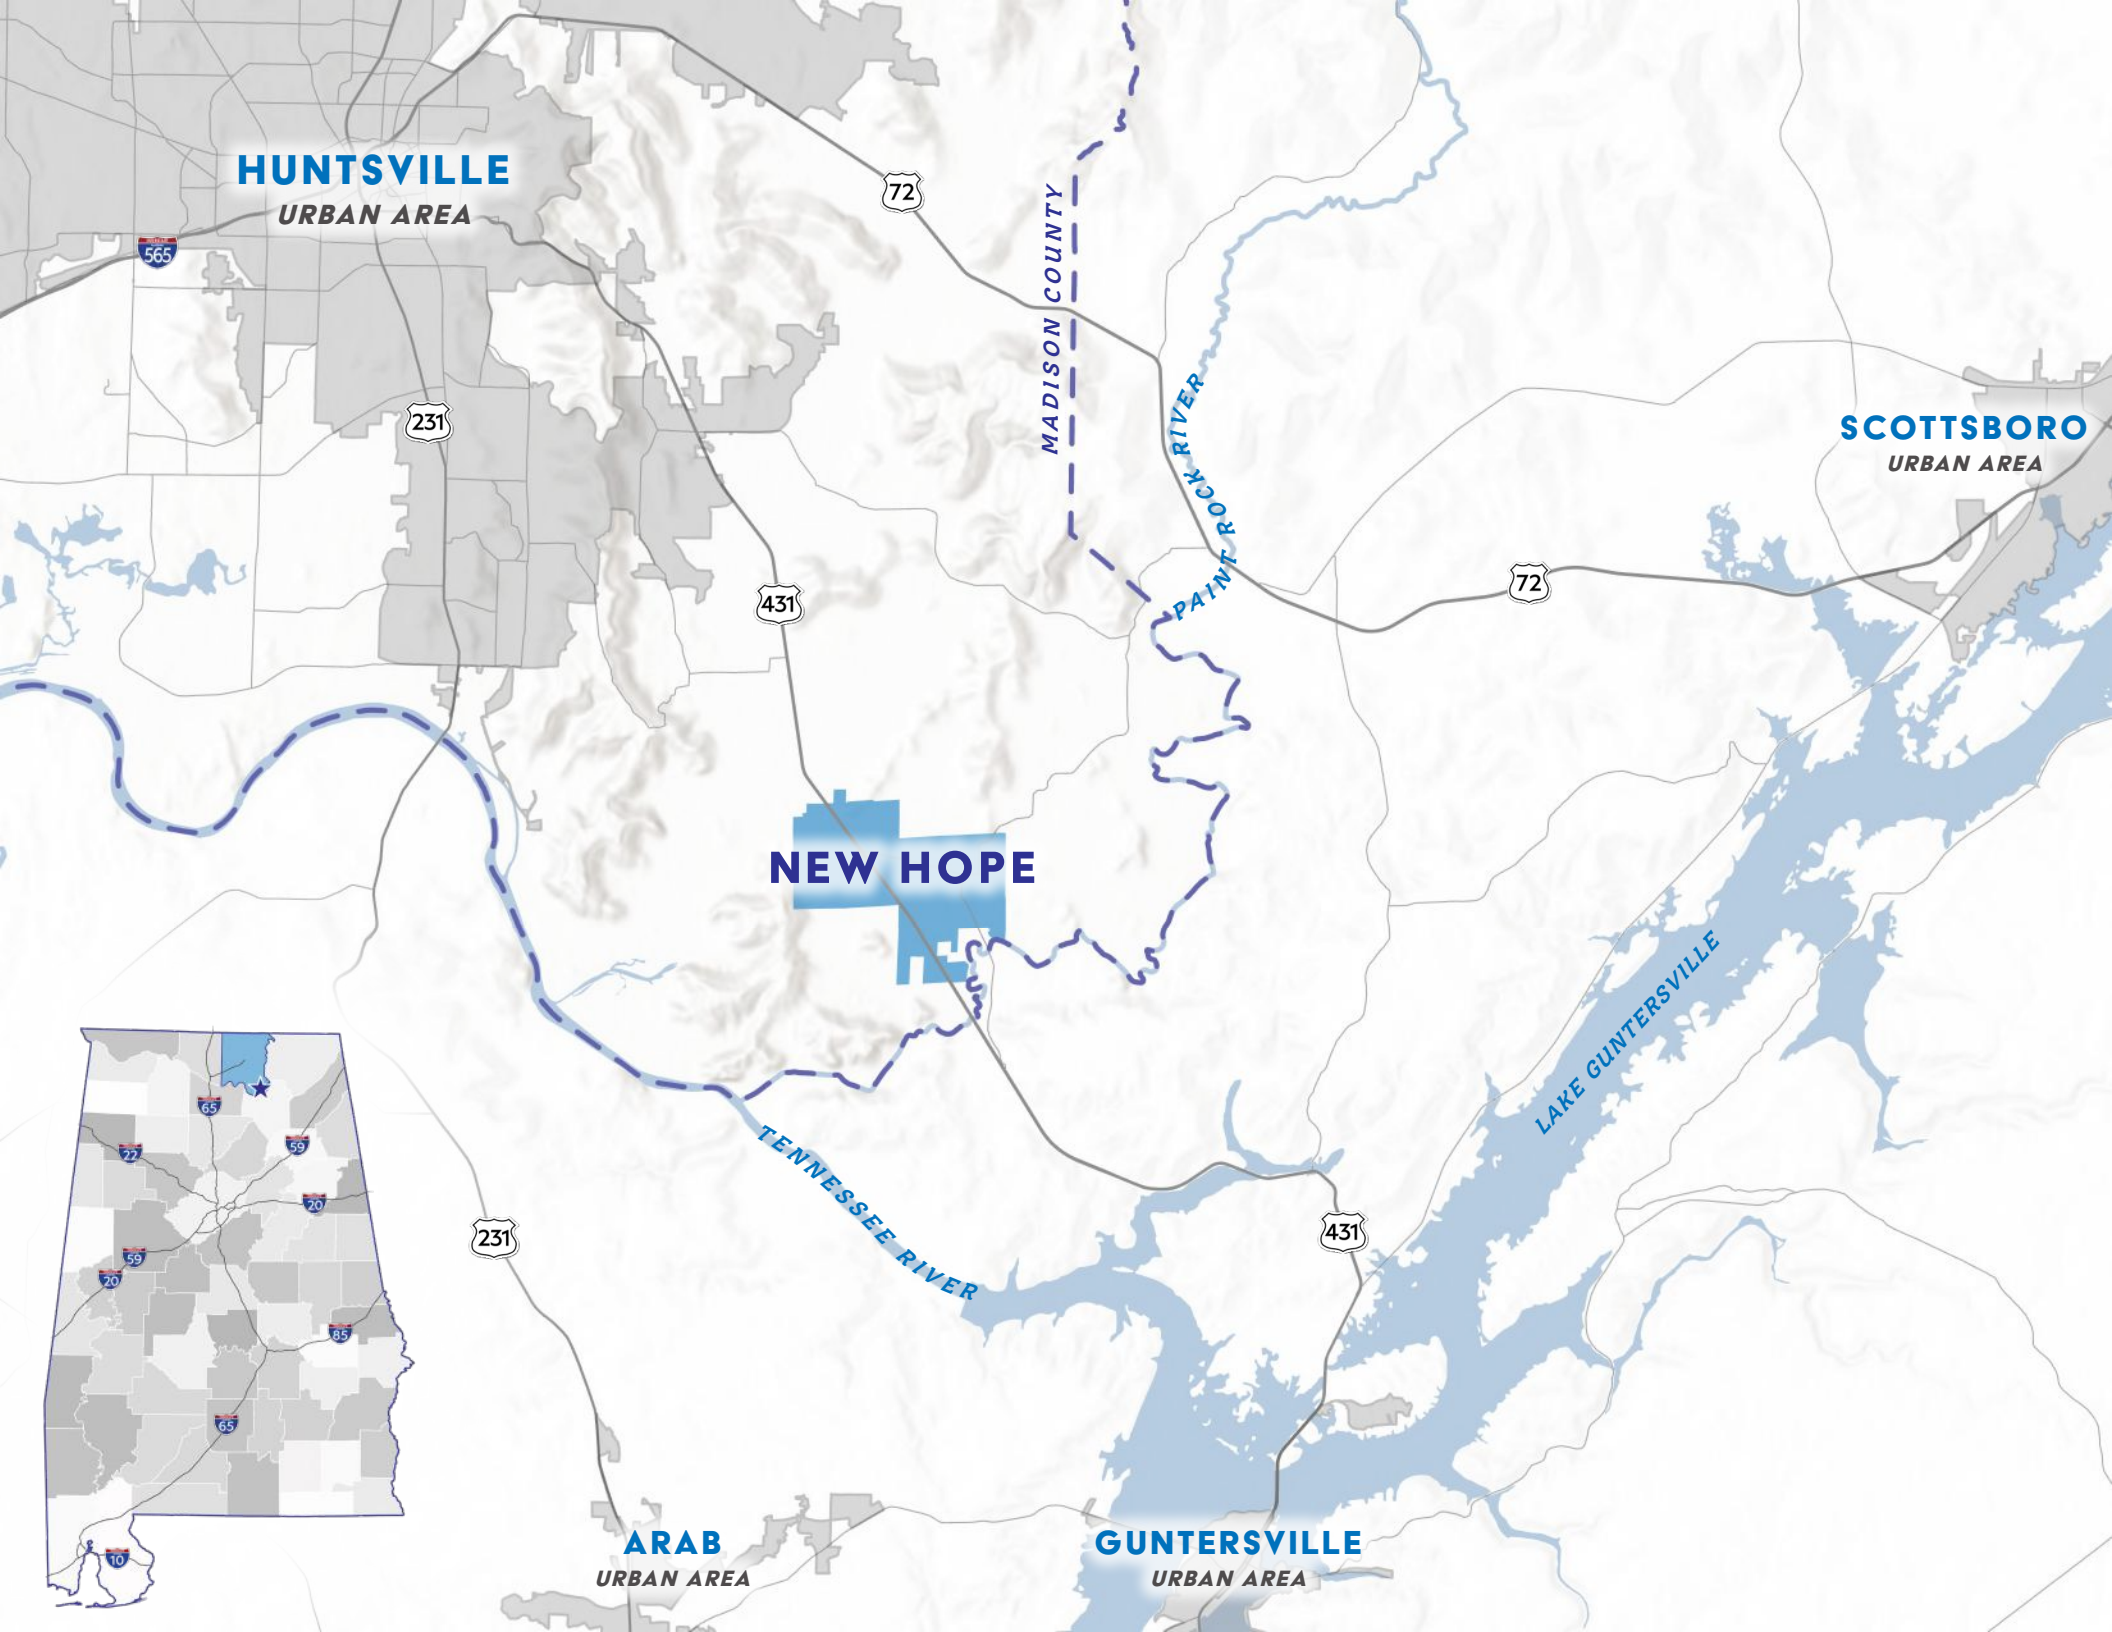 HUNTSVILLE
URBAN AREA
565
72
MADISON COUNTY
PAINT ROCK RIVER
231
SCOTTSBORO
URBAN AREA
72
431
NEW HOPE
LAKE GUNTERSVILLE
TENNESSEE RIVER
231
431
65
22
59
20
59
20
85
65
10
ARAB
URBAN AREA
GUNTERSVILLE
URBAN AREA